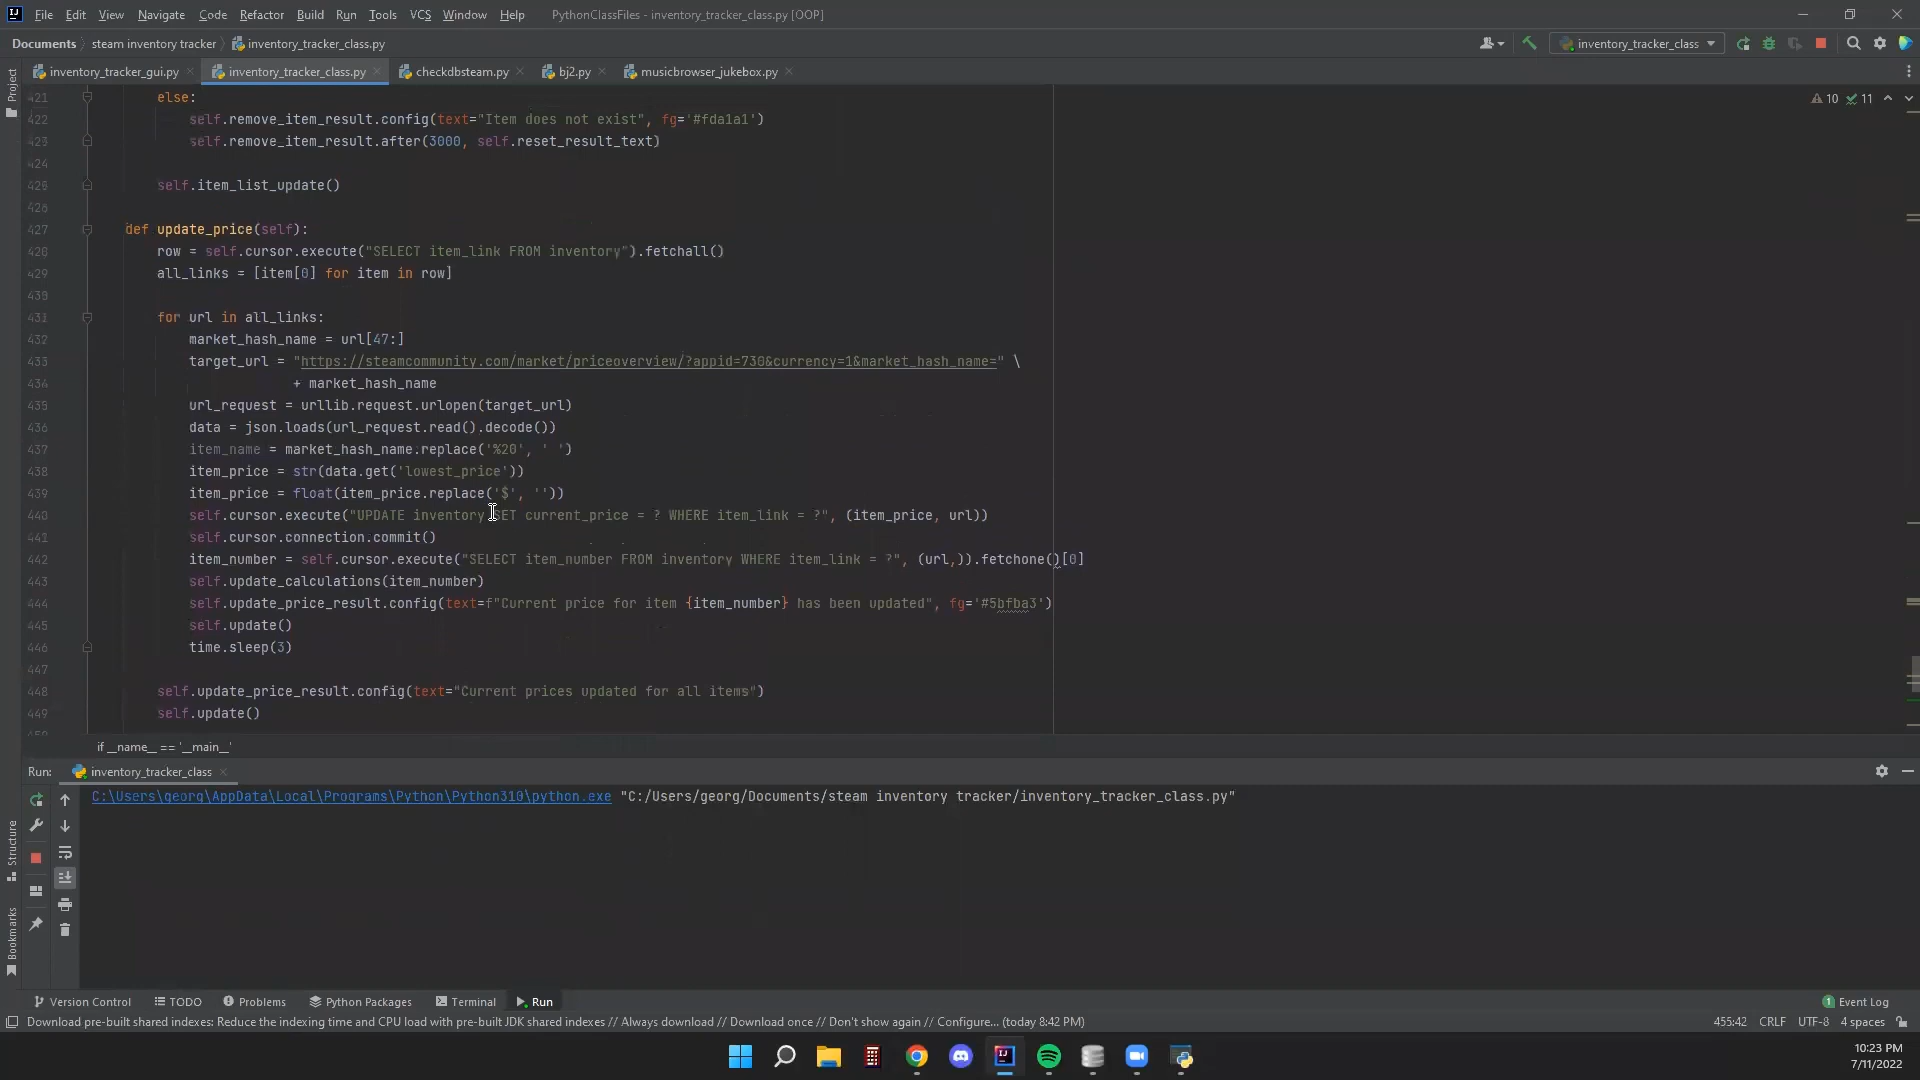 File Edit View Navigate Code Refactor Build Run Tools VCS Window Help PythonClassFiles - inventory_tracker_class.py [OOP]
Documents steam inventory tracker inventory_tracker_class.py inventory_tracker_class
inventory_tracker_gui.py inventory_tracker_class.py checkdbsteam.py bj2.py musicbrowser_jukebox.py
Project
10 11
421 else:
422 self.remove_item_result.config(text="Item does not exist", fg='#fda1a1')
423 self.remove_item_result.after(3000, self.reset_result_text)
424
425 self.item_list_update()
426
427 def update_price(self):
428 row = self.cursor.execute("SELECT item_link FROM inventory").fetchall()
429 all_links = [item[0] for item in row]
430
431 for url in all_links:
432 market_hash_name = url[47:]
433 target_url = "https://steamcommunity.com/market/priceoverview/?appid=730&currency=1&market_hash_name=" \
434 + market_hash_name
435 url_request = urllib.request.urlopen(target_url)
436 data = json.loads(url_request.read().decode())
437 item_name = market_hash_name.replace('%20', ' ')
438 item_price = str(data.get('lowest_price'))
439 item_price = float(item_price.replace('$', ''))
440 self.cursor.execute("UPDATE inventory SET current_price = ? WHERE item_link = ?", (item_price, url))
441 self.cursor.connection.commit()
442 item_number = self.cursor.execute("SELECT item_number FROM inventory WHERE item_link = ?", (url,)).fetchone()[0]
443 self.update_calculations(item_number)
444 self.update_price_result.config(text=f"Current price for item {item_number} has been updated", fg='#5bfba3')
445 self.update()
446 time.sleep(3)
447
448 self.update_price_result.config(text="Current prices updated for all items")
449 self.update()
if __name__ == '__main__'
Run: inventory_tracker_class
C:\Users\georg\AppData\Local\Programs\Python\Python310\python.exe "C:/Users/georg/Documents/steam inventory tracker/inventory_tracker_class.py"
Structure
Bookmarks
Version Control TODO Problems Python Packages Terminal Run 1 Event Log
Download pre-built shared indexes: Reduce the indexing time and CPU load with pre-built JDK shared indexes // Always download // Download once // Don't show again // Configure... (today 8:42 PM) 455:42 CRLF UTF-8 4 spaces
10:23 PM
7/11/2022